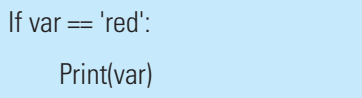 If var == 'red':
Print(var)